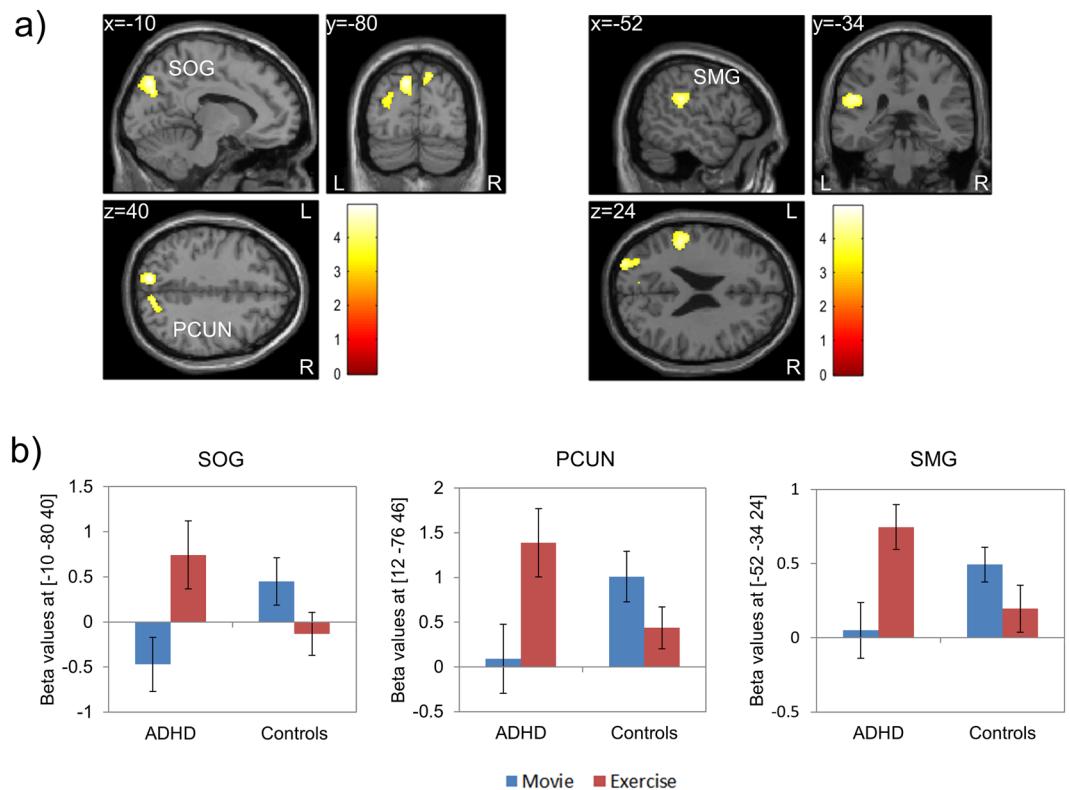 a)
x=-10
y=-80
SOG
L
R
z=40
L
PCUN
R
4
3
2
1
0
x=-52
y=-34
SMG
L
R
z=24
L
R
4
3
2
1
0
b)
SOG
Beta values at [-10 -80 40]
1.5
1
0.5
0
-0.5
-1
ADHD Controls
PCUN
Beta values at [12 -76 46]
2
1.5
1
0.5
0
-0.5
ADHD Controls
SMG
Beta values at [-52 -34 24]
1
0.5
0
-0.5
ADHD Controls
Movie Exercise